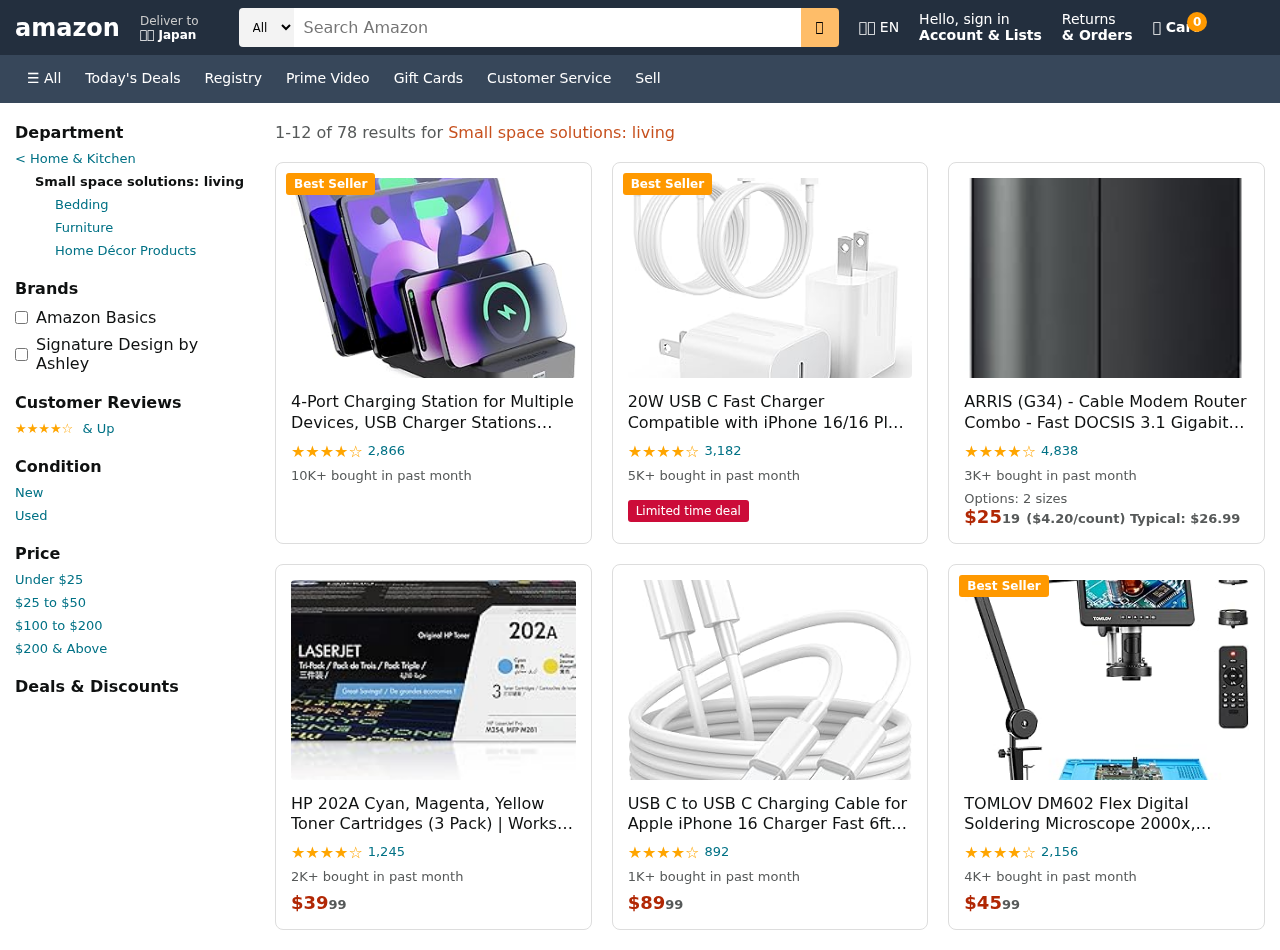 amazon
Deliver to
Japan
All
Search Amazon
EN
Hello, sign in
Account & Lists
Returns
& Orders
0
☰ All
Today's Deals
Registry
Prime Video
Gift Cards
Customer Service
Sell
Department
< Home & Kitchen
Small space solutions: living
Bedding
Furniture
Home Décor Products
Brands
Amazon Basics
Signature Design by
Ashley
Customer Reviews
★★★★☆ & Up
Condition
New
Used
Price
Under $25
$25 to $50
$100 to $200
$200 & Above
Deals & Discounts
1-12 of 78 results for Small space solutions: living
Best Seller
4-Port Charging Station for Multiple
Devices, USB Charger Stations…
★★★★☆ 2,866
10K+ bought in past month
Best Seller
20W USB C Fast Charger
Compatible with iPhone 16/16 Pl…
★★★★☆ 3,182
5K+ bought in past month
Limited time deal
ARRIS (G34) - Cable Modem Router
Combo - Fast DOCSIS 3.1 Gigabit…
★★★★☆ 4,838
3K+ bought in past month
Options: 2 sizes
$25 19 ($4.20/count) Typical: $26.99
Original HP Toner
202A
LASERJET
Tri-Pack / Pack de Trois / Pack Triple /
三件装 /
Great Savings! / De grandes économies !
Cyan
3
HP LaserJet Pro
M254, MFP M281
HP 202A Cyan, Magenta, Yellow
Toner Cartridges (3 Pack) | Works…
★★★★☆ 1,245
2K+ bought in past month
$39 99
USB C to USB C Charging Cable for
Apple iPhone 16 Charger Fast 6ft…
★★★★☆ 892
1K+ bought in past month
$89 99
Best Seller
TOMLOV
TOMLOV DM602 Flex Digital
Soldering Microscope 2000x,…
★★★★☆ 2,156
4K+ bought in past month
$45 99